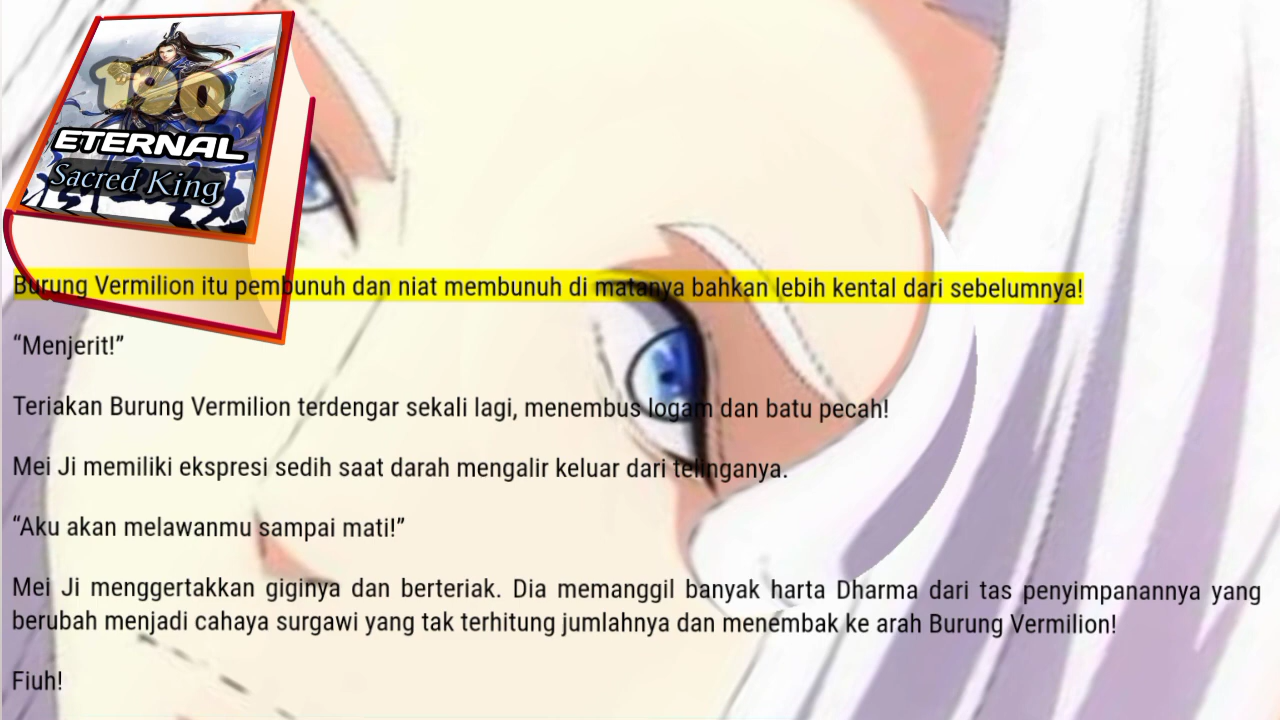 190
ETERNAL
Sacred King
Burung Vermilion itu pembunuh dan niat membunuh di matanya bahkan lebih kental dari sebelumnya!
“Menjerit!”
Teriakan Burung Vermilion terdengar sekali lagi, menembus logam dan batu pecah!
Mei Ji memiliki ekspresi sedih saat darah mengalir keluar dari telinganya.
“Aku akan melawanmu sampai mati!”
Mei Ji menggertakkan giginya dan berteriak. Dia memanggil banyak harta Dharma dari tas penyimpanannya yang
berubah menjadi cahaya surgawi yang tak terhitung jumlahnya dan menembak ke arah Burung Vermilion!
Fiuh!